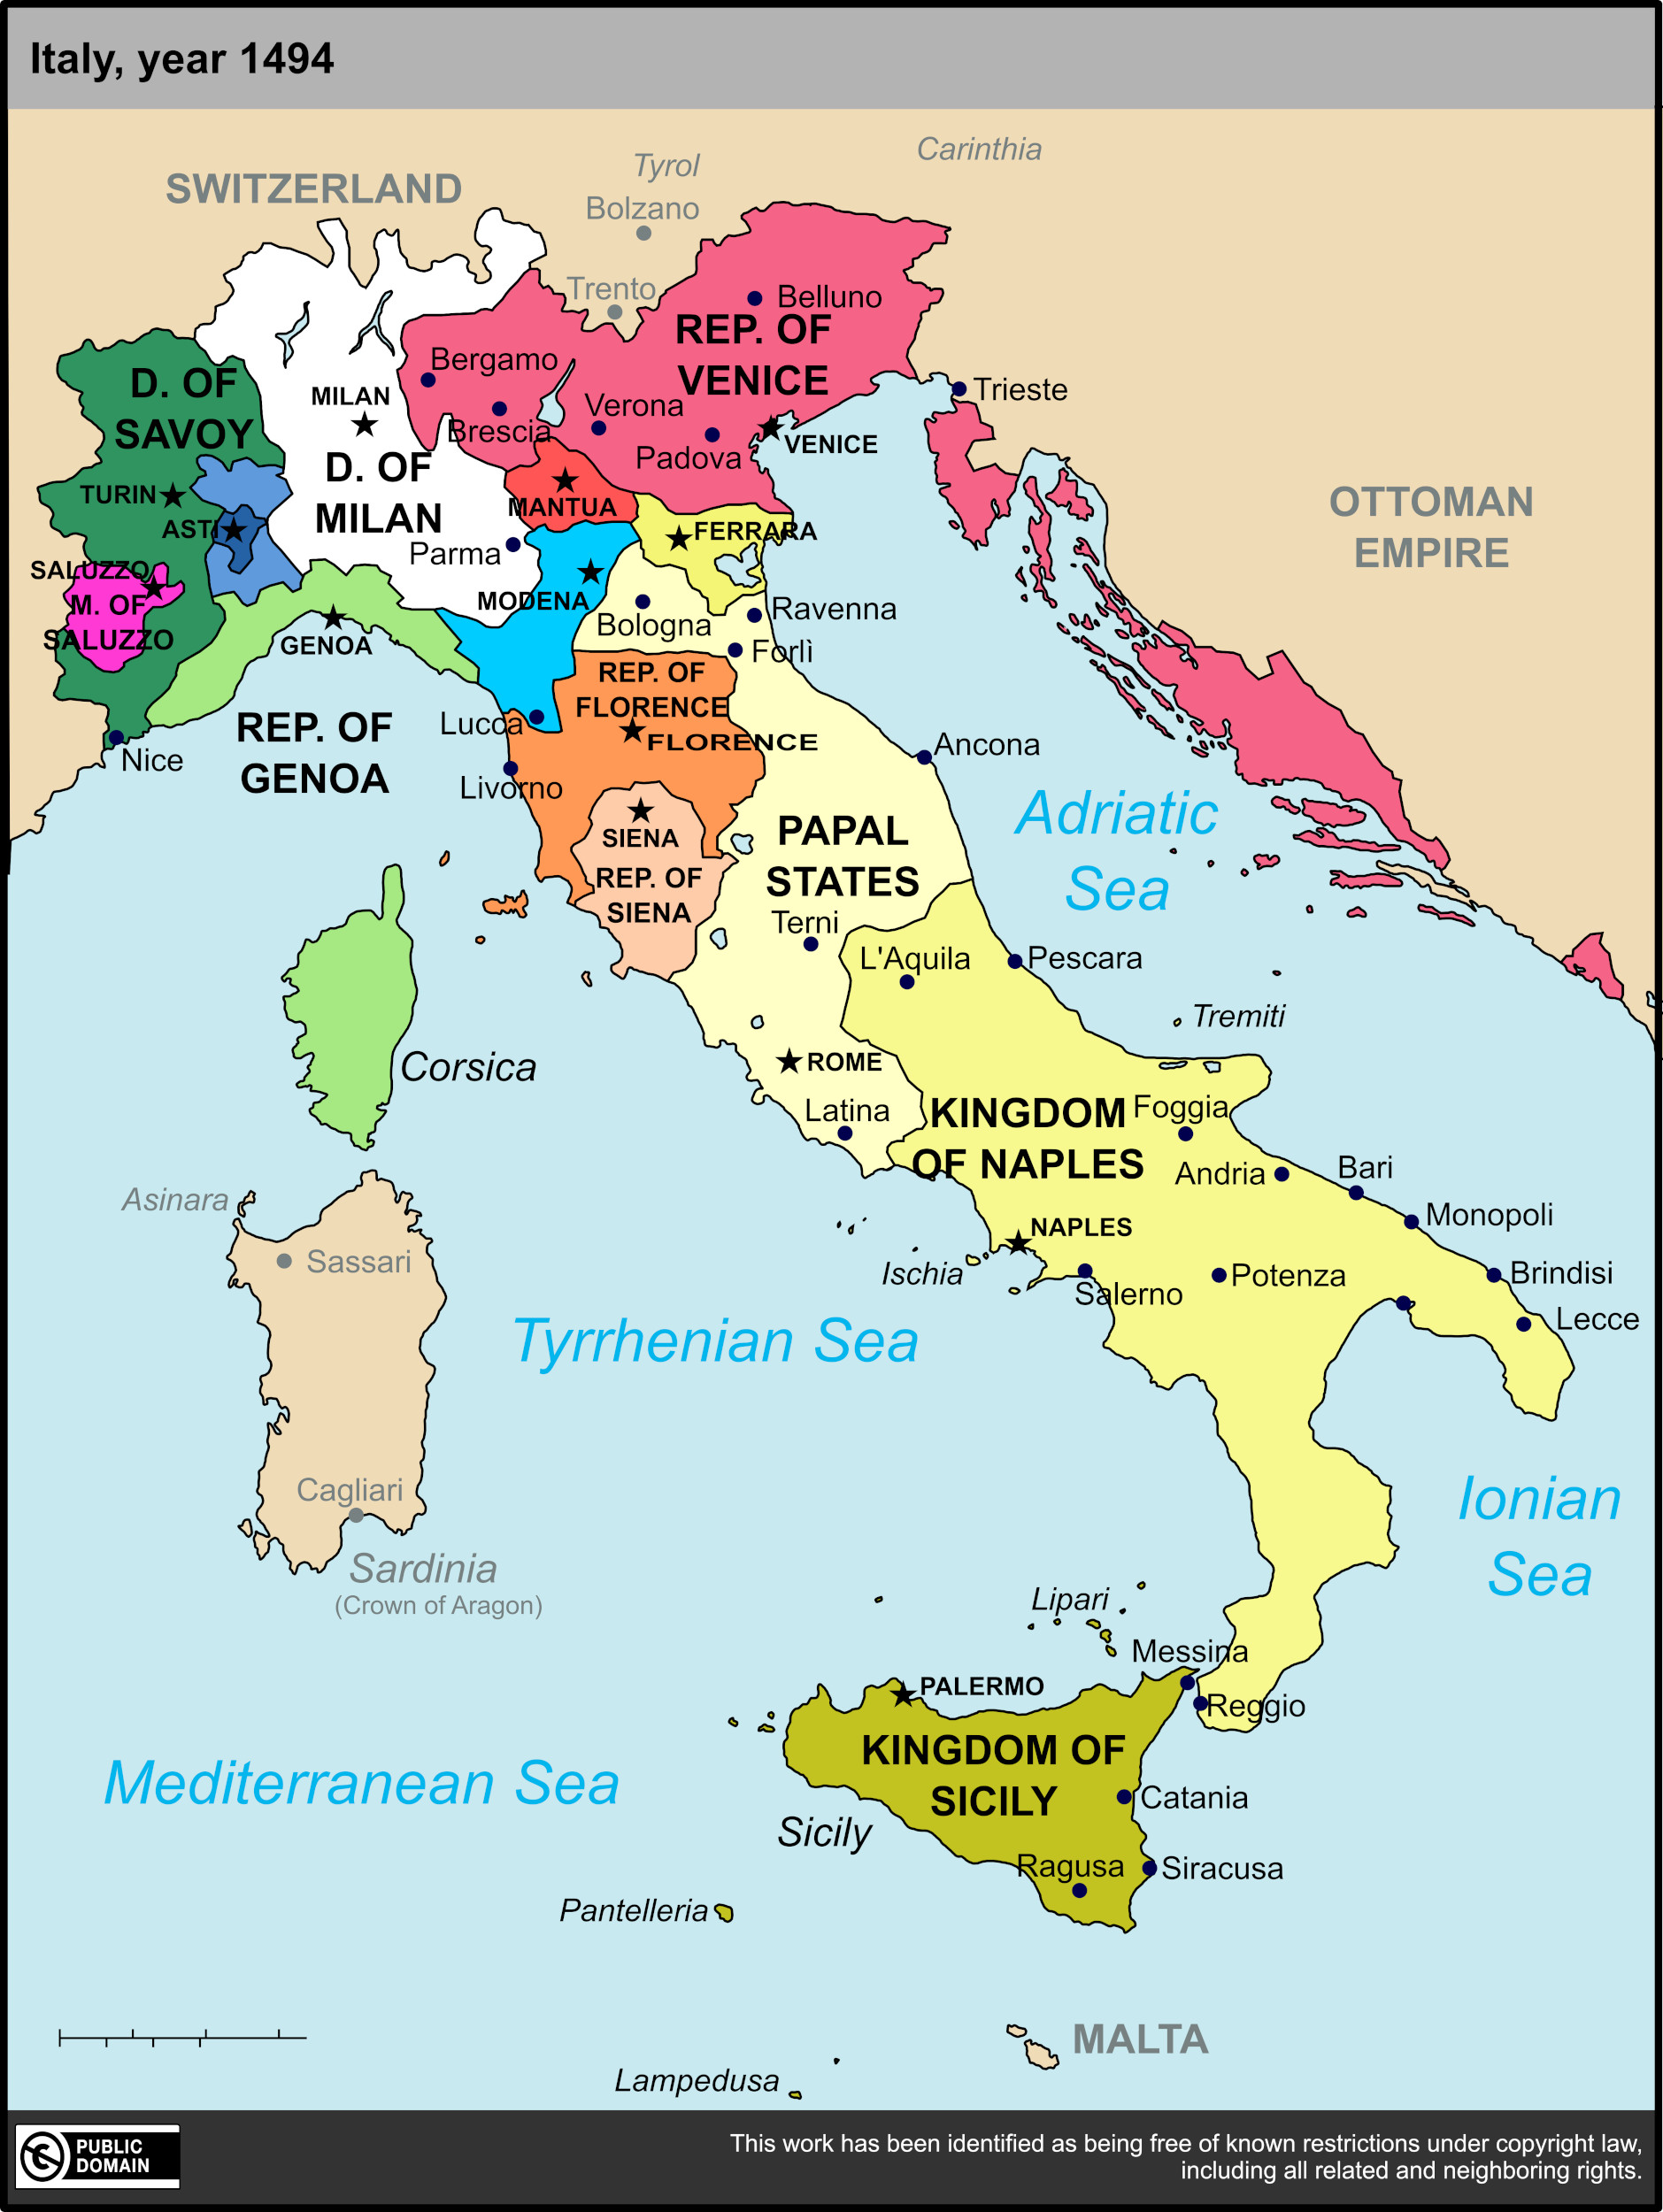 Italy, year 1494
Carinthia
Tyrol
SWITZERLAND
Bolzano
Trento
Belluno
REP. OF
VENICE
Bergamo
D. OF
SAVOY
MILAN
Trieste
Verona
Brescia
VENICE
Padova
D. OF
MILAN
TURIN
MANTUA
OTTOMAN
EMPIRE
ASTI
FERRARA
Parma
SALUZZO
M. OF
SALUZZO
MODENA
Ravenna
Bologna
GENOA
Forlì
REP. OF
FLORENCE
Lucca
REP. OF
GENOA
FLORENCE
Ancona
Nice
Livorno
Adriatic
Sea
PAPAL
STATES
SIENA
REP. OF
SIENA
Terni
L'Aquila
Pescara
Tremiti
Corsica
ROME
Latina
KINGDOM
OF NAPLES
Foggia
Andria
Bari
Asinara
Monopoli
NAPLES
Sassari
Ischia
Salerno
Potenza
Brindisi
Lecce
Tyrrhenian Sea
Cagliari
Ionian
Sea
Sardinia
(Crown of Aragon)
Lipari
Messina
PALERMO
Reggio
KINGDOM OF
SICILY
Mediterranean Sea
Catania
Sicily
Ragusa
Siracusa
Pantelleria
MALTA
Lampedusa
PUBLIC
DOMAIN
This work has been identified as being free of known restrictions under copyright law,
including all related and neighboring rights.